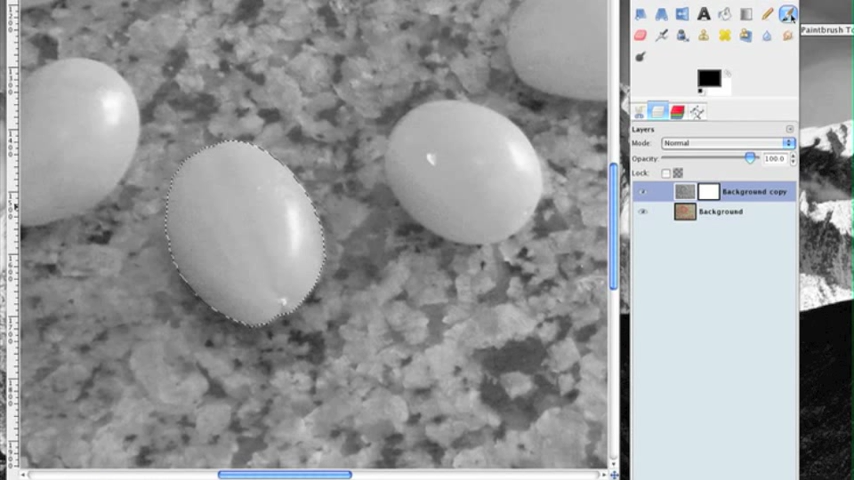 Paintbrush To
Layers
Mode: Normal
Opacity: 100.0
Lock:
Background copy
Background